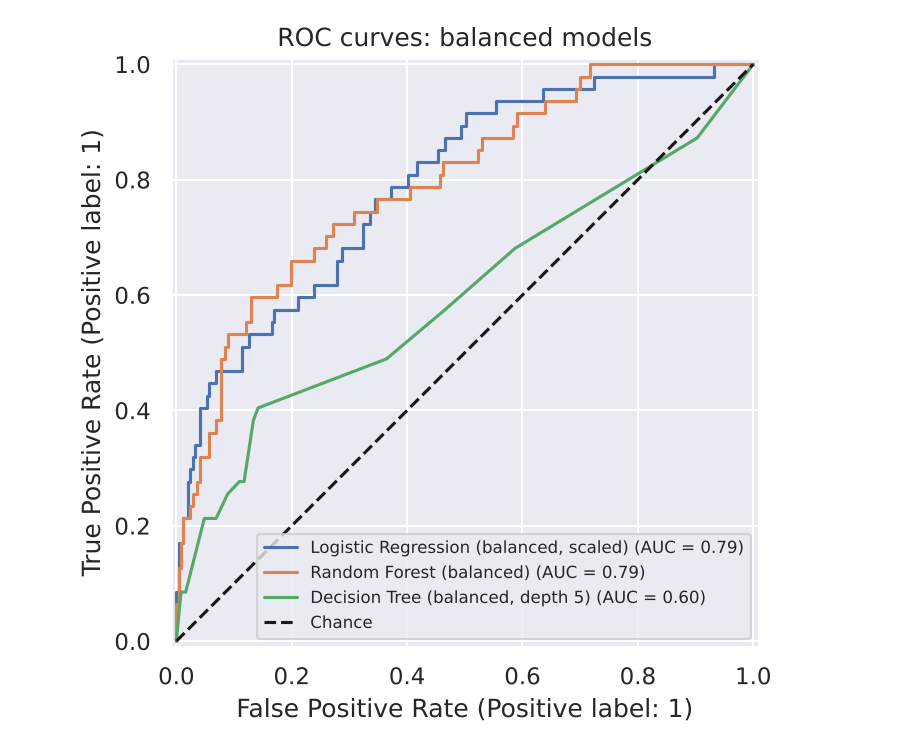 ROC curves: balanced models
1.0
0.8
0.6
0.4
0.2
0.0
True Positive Rate (Positive label: 1)
Logistic Regression (balanced, scaled) (AUC = 0.79)
Random Forest (balanced) (AUC = 0.79)
Decision Tree (balanced, depth 5) (AUC = 0.60)
Chance
0.0 0.2 0.4 0.6 0.8 1.0
False Positive Rate (Positive label: 1)